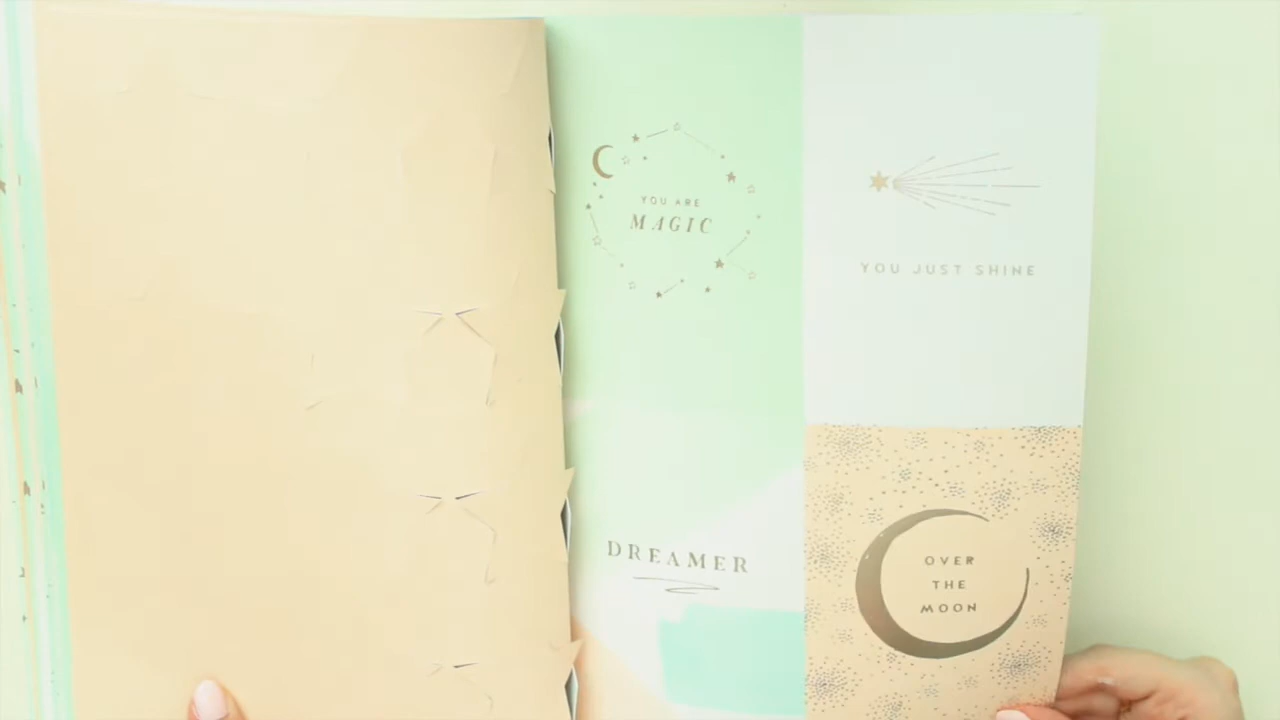 YOU ARE
MAGIC
YOU JUST SHINE
DREAMER
OVER
THE
MOON